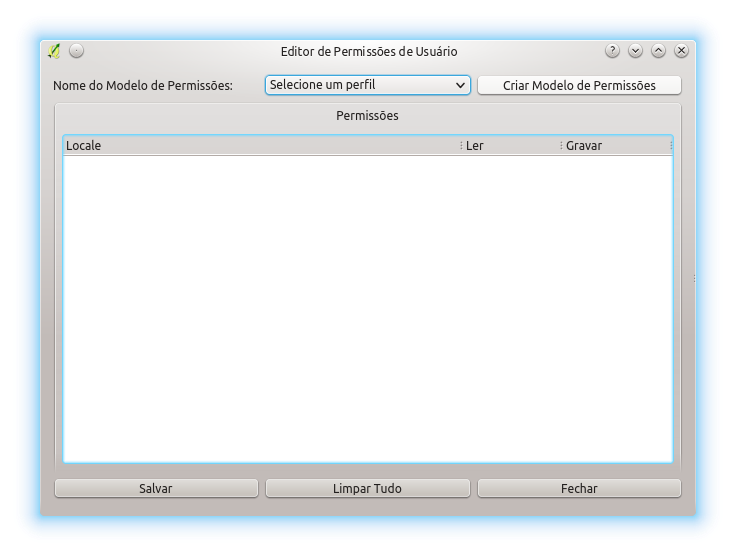 Editor de Permissões de Usuário
Nome do Modelo de Permissões: Selecione um perfil Criar Modelo de Permissões
Permissões
Locale Ler Gravar
Salvar Limpar Tudo Fechar